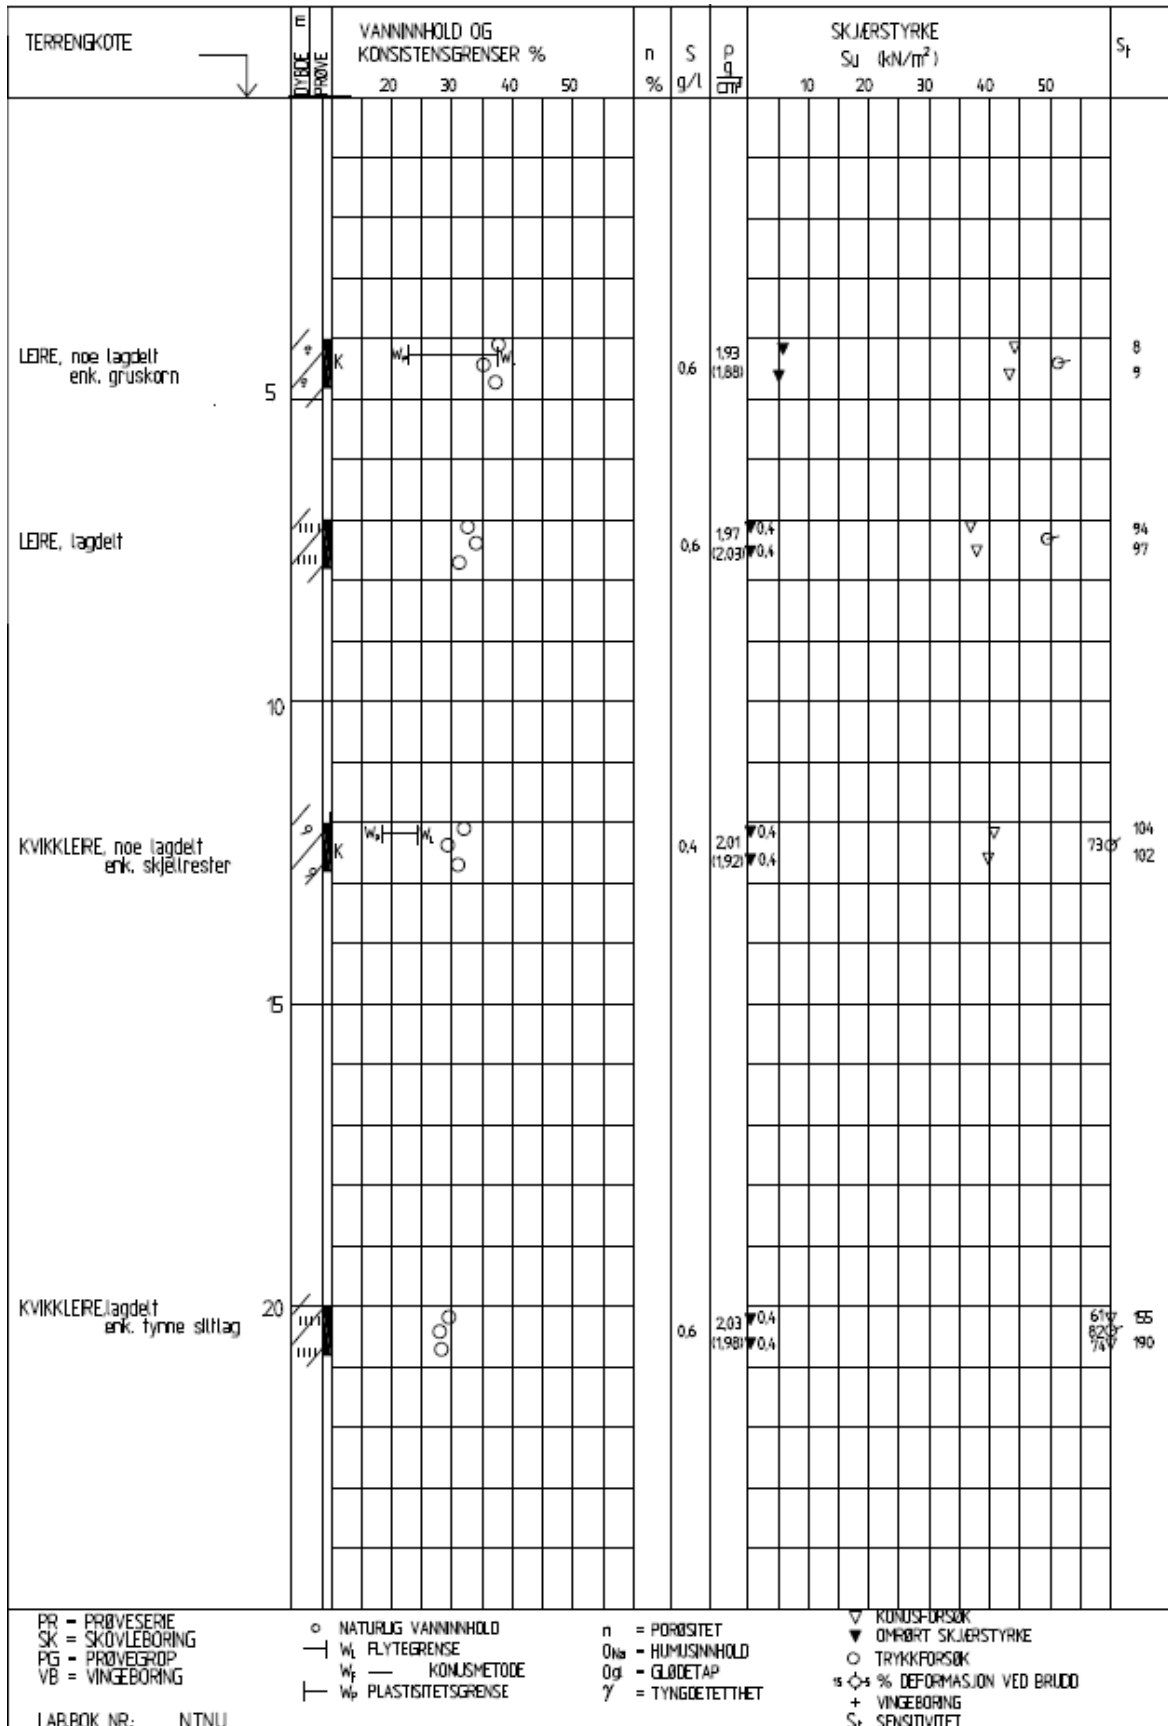 TERRENGKOTE
DYBDE m
PRØVE
VANNINNHOLD OG
KONSISTENSGRENSER %
20 30 40 50
n
%
S
g/l
ρ
g
cm³
SKJÆRSTYRKE
Su (kN/m²)
10 20 30 40 50
St
LEIRE, noe lagdelt
enk. gruskorn
5
K
Wp
W
0,6
1,93
(1,88)
8
9
LEIRE, lagdelt
0,6
1,97
(2,03)
0,4
0,4
94
97
10
KVIKKLEIRE, noe lagdelt
enk. skjellrester
K
Wp
WL
0,4
2,01
(1,92)
0,4
0,4
73
104
102
15
KVIKKLEIRE,lagdelt
enk. tynne siltlag
20
0,6
2,03
(1,98)
0,4
0,4
61
82
74
155
190
PR = PRØVESERIE
SK = SKOVLEBORING
PG = PRØVEGROP
VB = VINGEBORING
LAB.BOK NR: NTNU
NATURLIG VANNINNHOLD
WL FLYTEGRENSE
WF — KONUSMETODE
WP PLASTISITETSGRENSE
n = PORØSITET
ONa = HUMUSINNHOLD
Ogl = GLØDETAP
γ = TYNGDETETTHET
KONUSFORSØK
OMRØRT SKJÆRSTYRKE
TRYKKFORSØK
15 5 % DEFORMASJON VED BRUDD
+ VINGEBORING
St SENSITIVITET